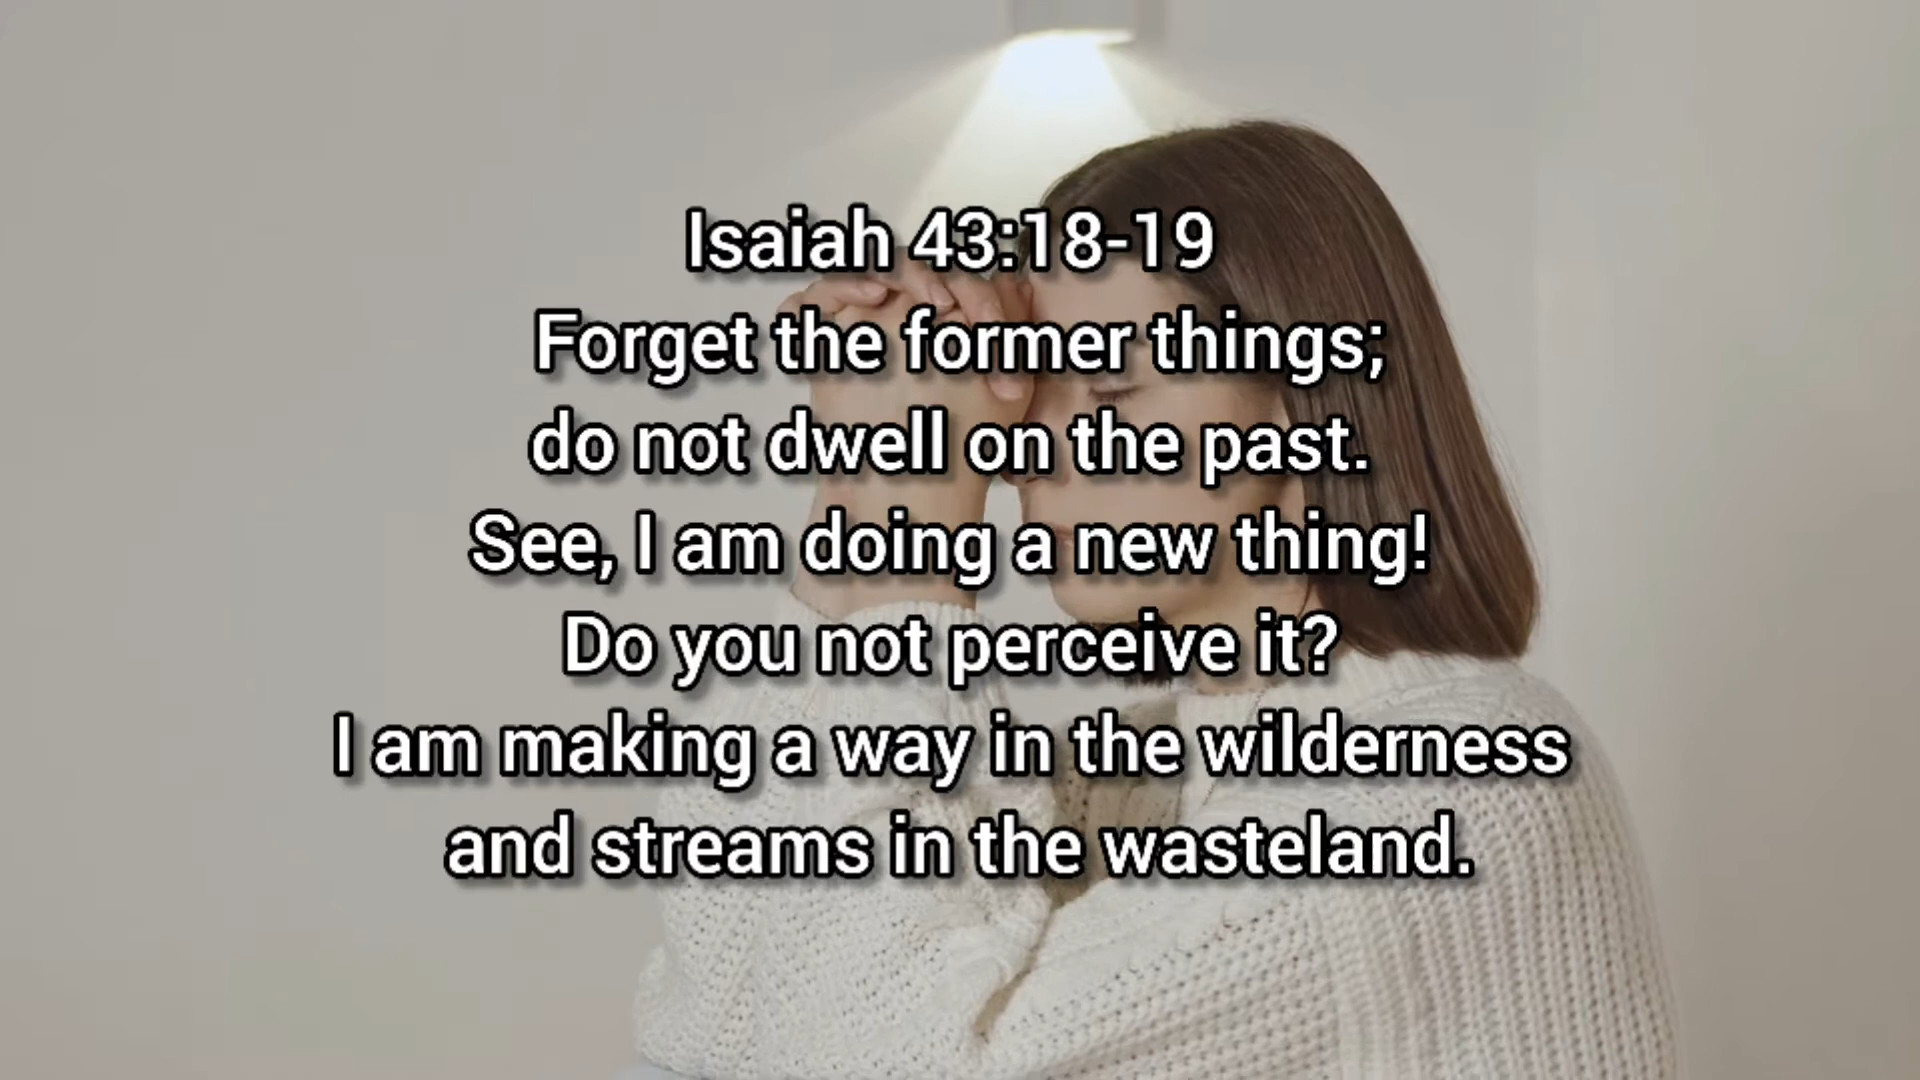 Isaiah 43:18-19
Forget the former things;
do not dwell on the past.
See, I am doing a new thing!
Do you not perceive it?
I am making a way in the wilderness
and streams in the wasteland.